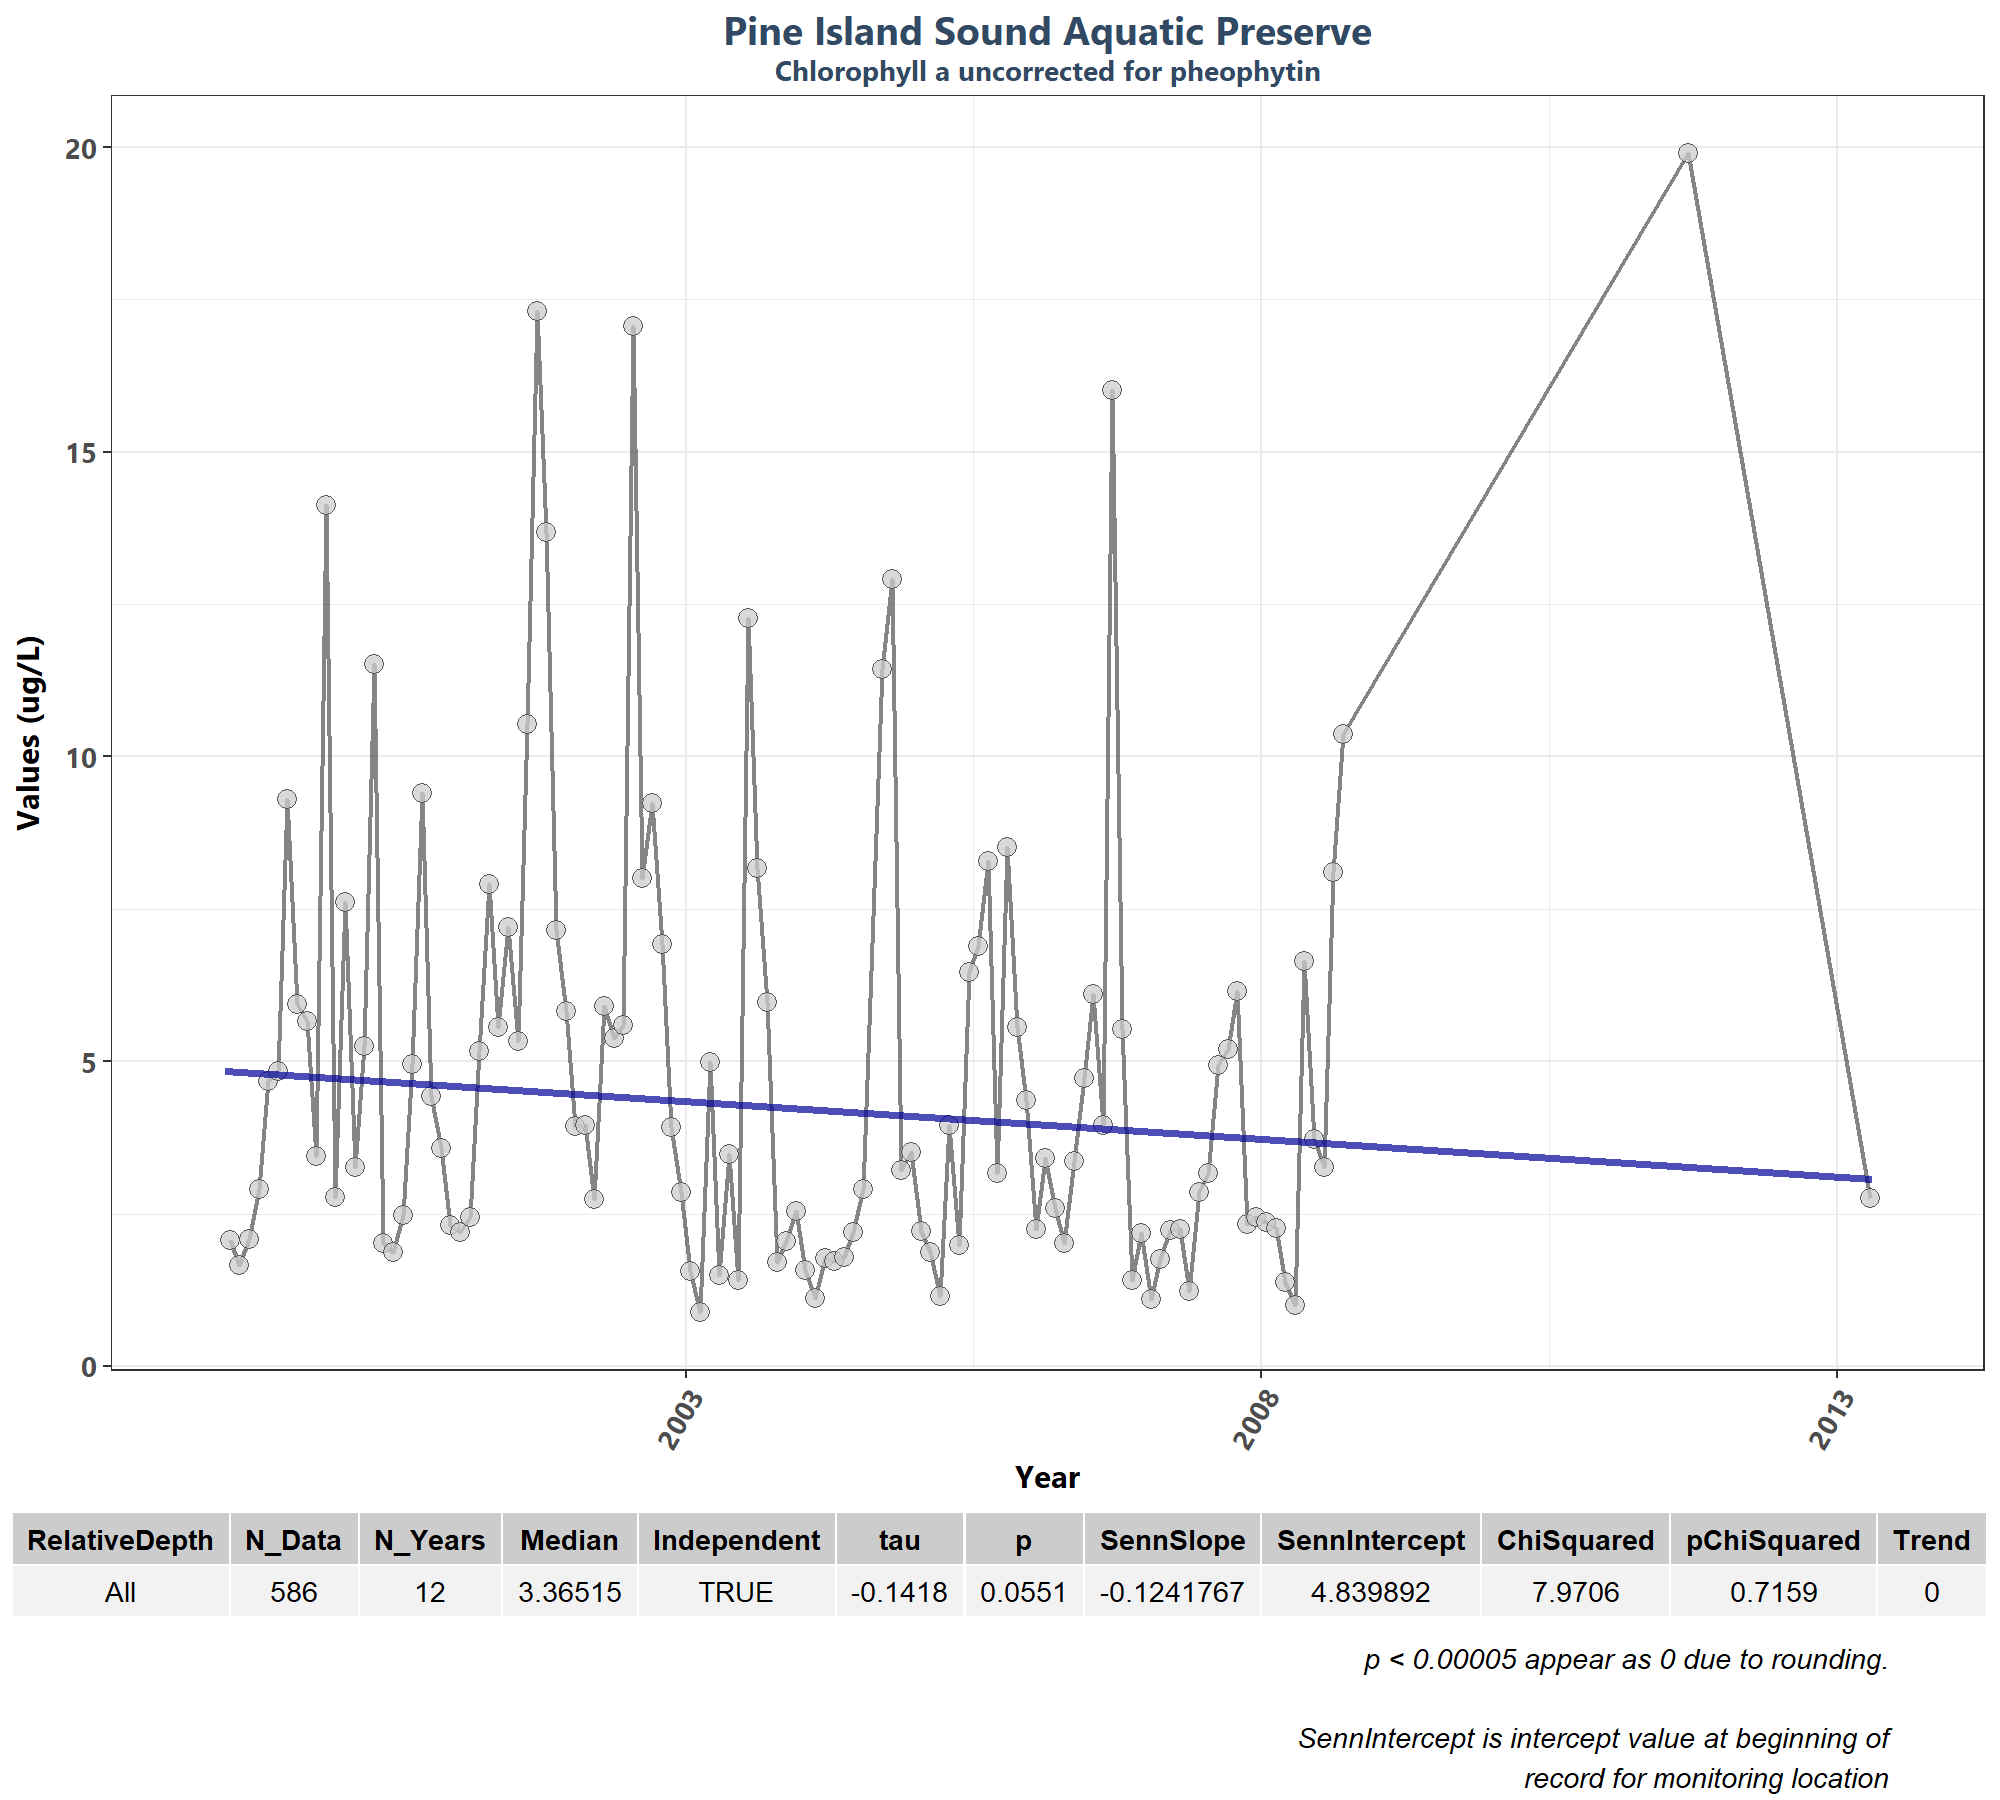 Pine Island Sound Aquatic Preserve
Chlorophyll a uncorrected for pheophytin
20
15
10
5
0
Values (ug/L)
2003 2008 2013
Year
RelativeDepth N_Data N_Years Median Independent tau p SennSlope SennIntercept ChiSquared pChiSquared Trend
All 586 12 3.36515 TRUE -0.1418 0.0551 -0.1241767 4.839892 7.9706 0.7159 0
p < 0.00005 appear as 0 due to rounding.
SennIntercept is intercept value at beginning of
record for monitoring location